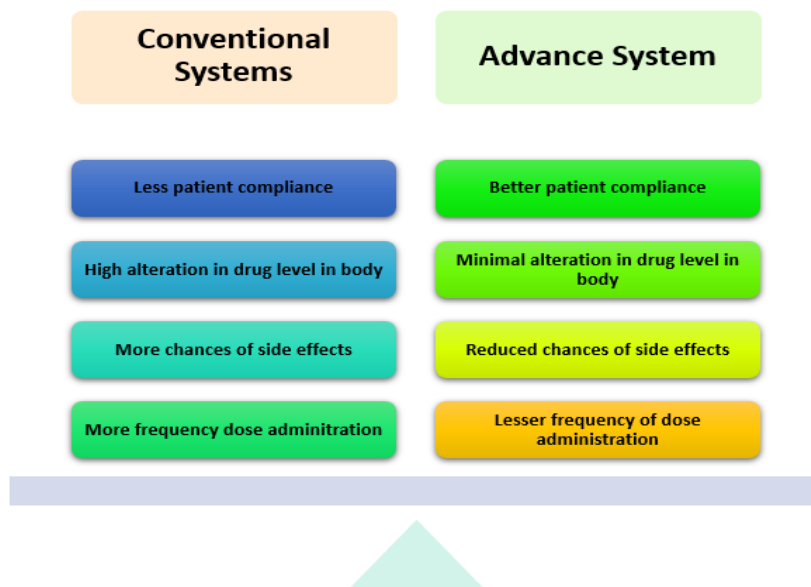 Conventional
Systems
Advance System
Less patient compliance
Better patient compliance
High alteration in drug level in body
Minimal alteration in drug level in
body
More chances of side effects
Reduced chances of side effects
More frequency dose adminitration
Lesser frequency of dose
administration